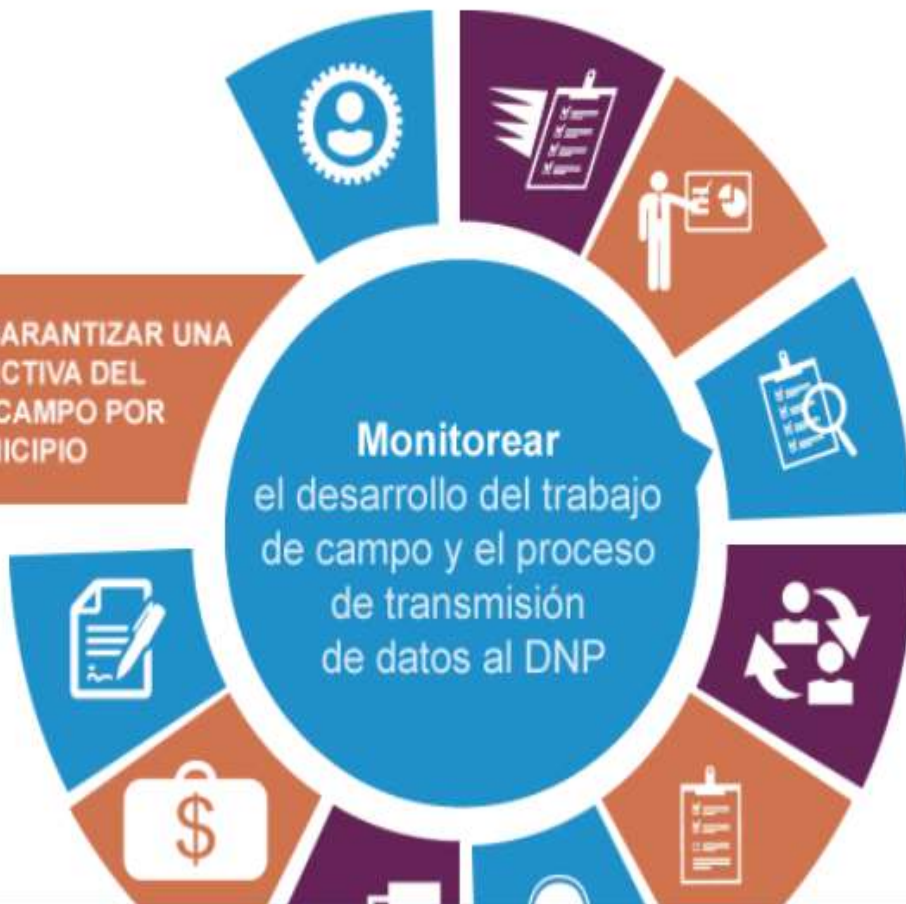 ARANTIZAR UNA
CTIVA DEL
CAMPO POR
ICIPIO
Monitorear
el desarrollo del trabajo
de campo y el proceso
de transmisión
de datos al DNP
$